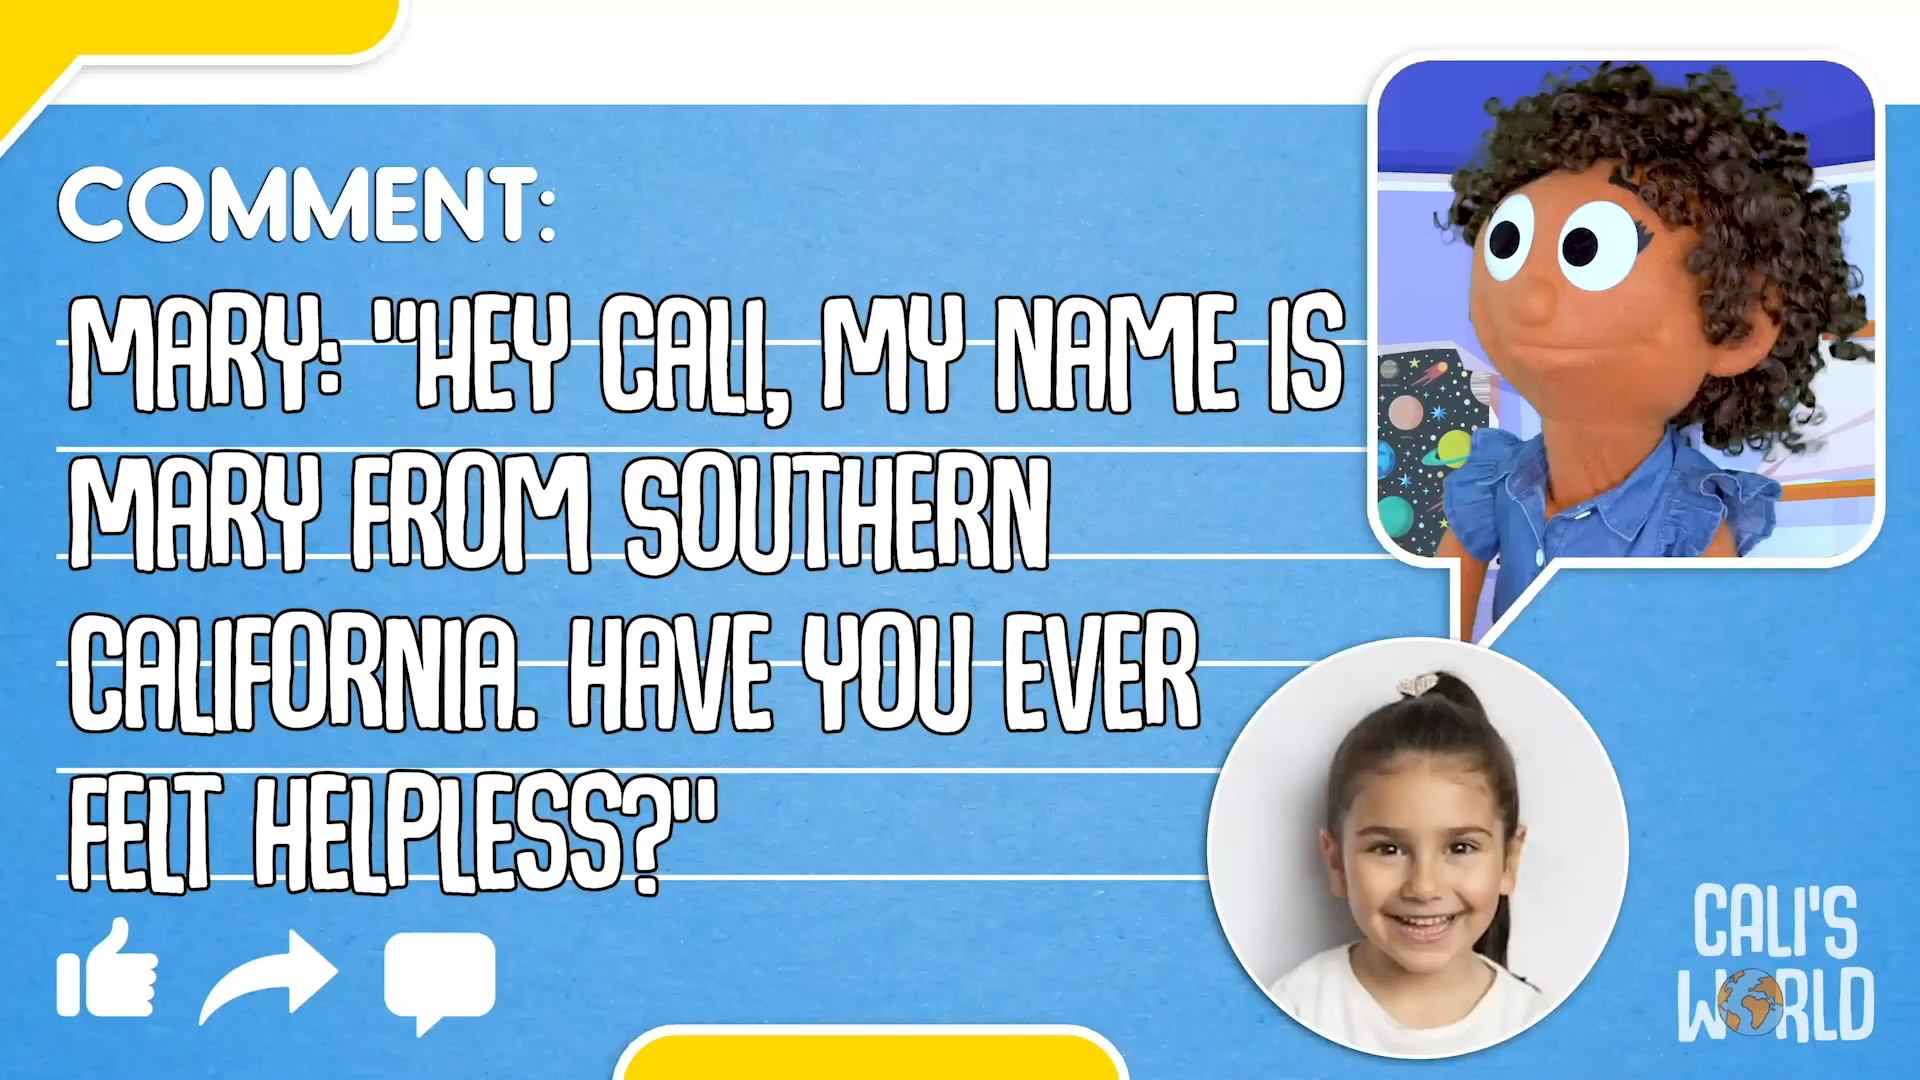 COMMENT:
MARY: "HEY CALI, MY NAME IS
MARY FROM SOUTHERN
CALIFORNIA. HAVE YOU EVER
FELT HELPLESS?"
CALI'S
WORLD